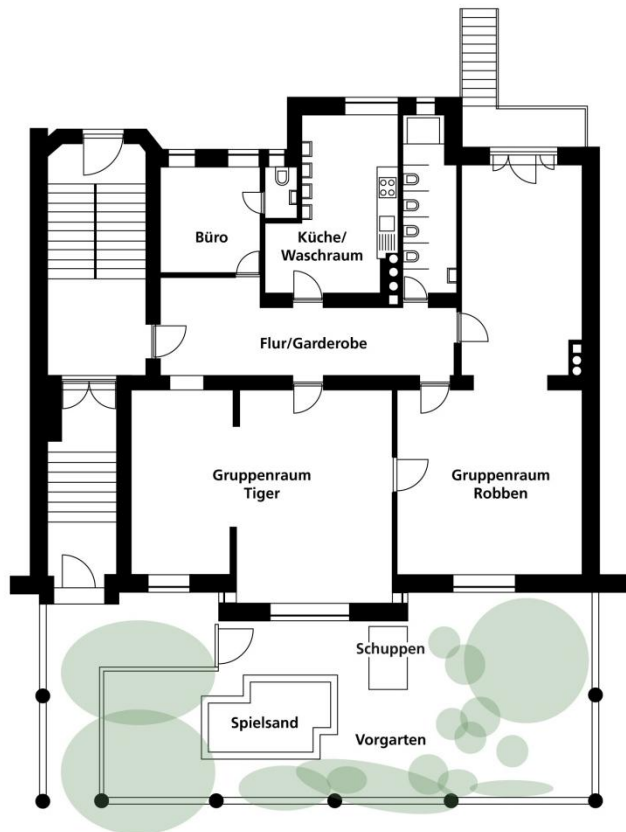 Büro
Küche/
Waschraum
Flur/Garderobe
Gruppenraum
Tiger
Gruppenraum
Robben
Schuppen
Spielsand
Vorgarten